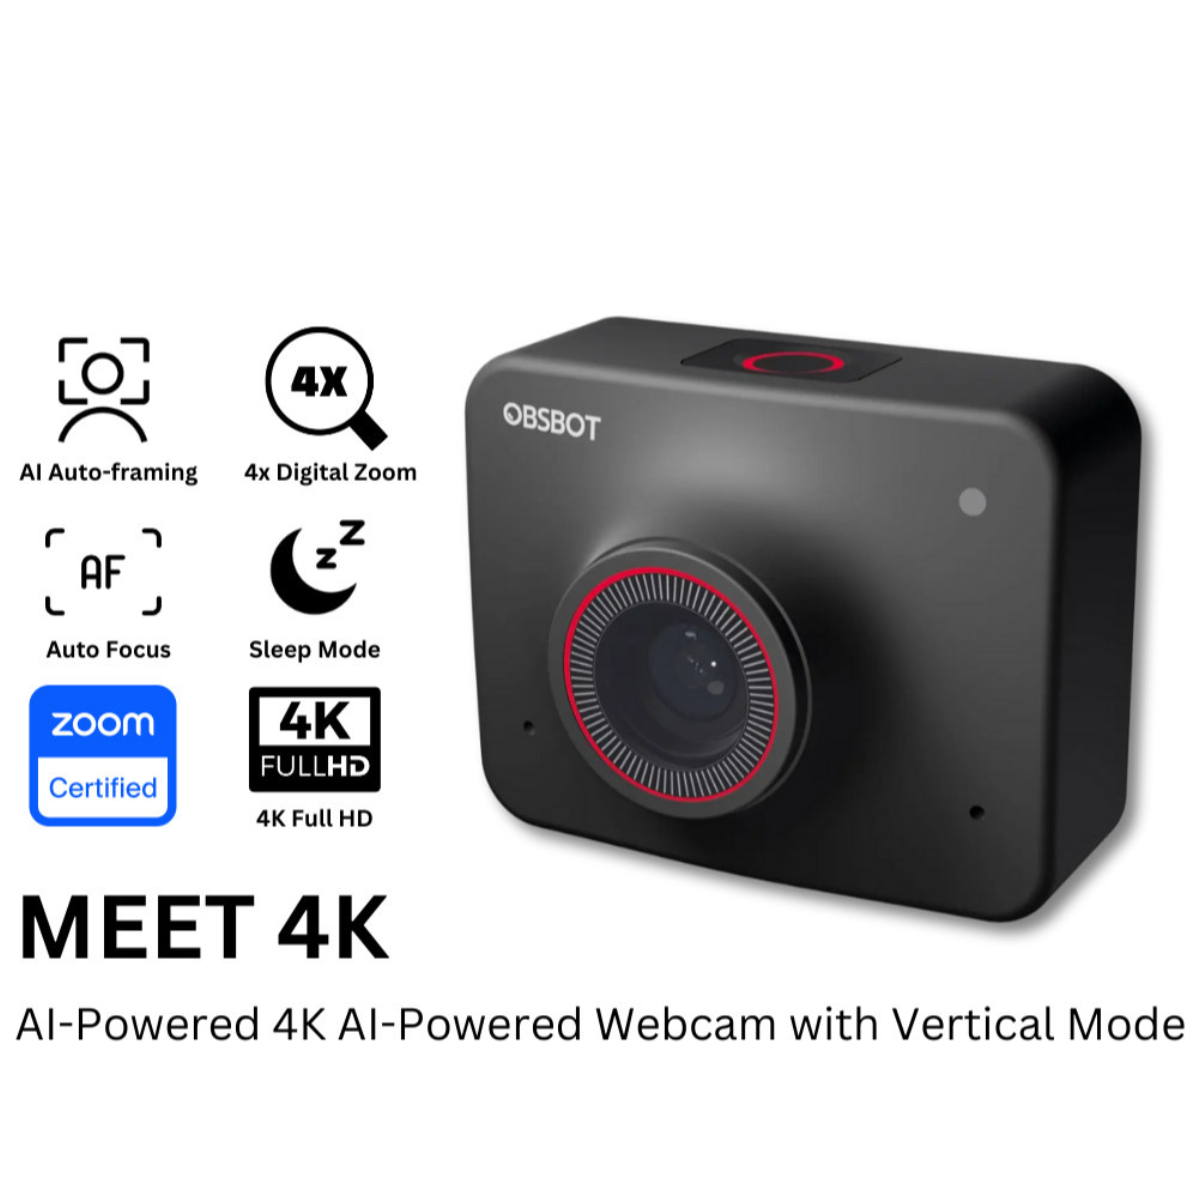 OBSBOT
4X
AI Auto-framing
4x Digital Zoom
AF
z z
Auto Focus
Sleep Mode
zoom
Certified
4K
FULLHD
4K Full HD
MEET 4K
AI-Powered 4K AI-Powered Webcam with Vertical Mode